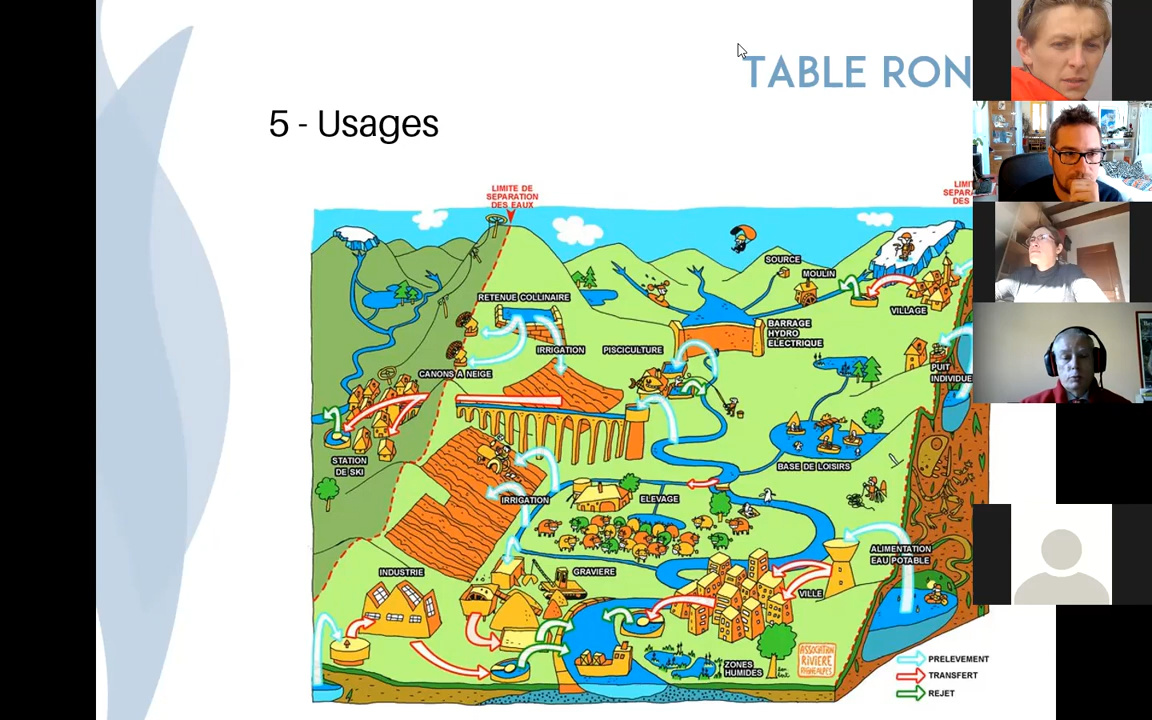 TABLE RON
5 - Usages
LIMITE DE
SEPARATION
DES EAUX
LIMIT
SEPARA
DES
SOURCE
MOULIN
RETENUE COLLINAIRE
VILLAGE
BARRAGE
HYDRO
ELECTRIQUE
IRRIGATION
PISCICULTURE
CANONS A NEIGE
PUIT
INDIVIDUE
STATION
DE SKI
BASE DE LOISIRS
IRRIGATION
ELEVAGE
ALIMENTATION
EAU POTABLE
INDUSTRIE
GRAVIERE
VILLE
ASSOCIATION
RIVIERE
RHONE ALPES
ZONES
HUMIDES
PRELEVEMENT
TRANSFERT
REJET